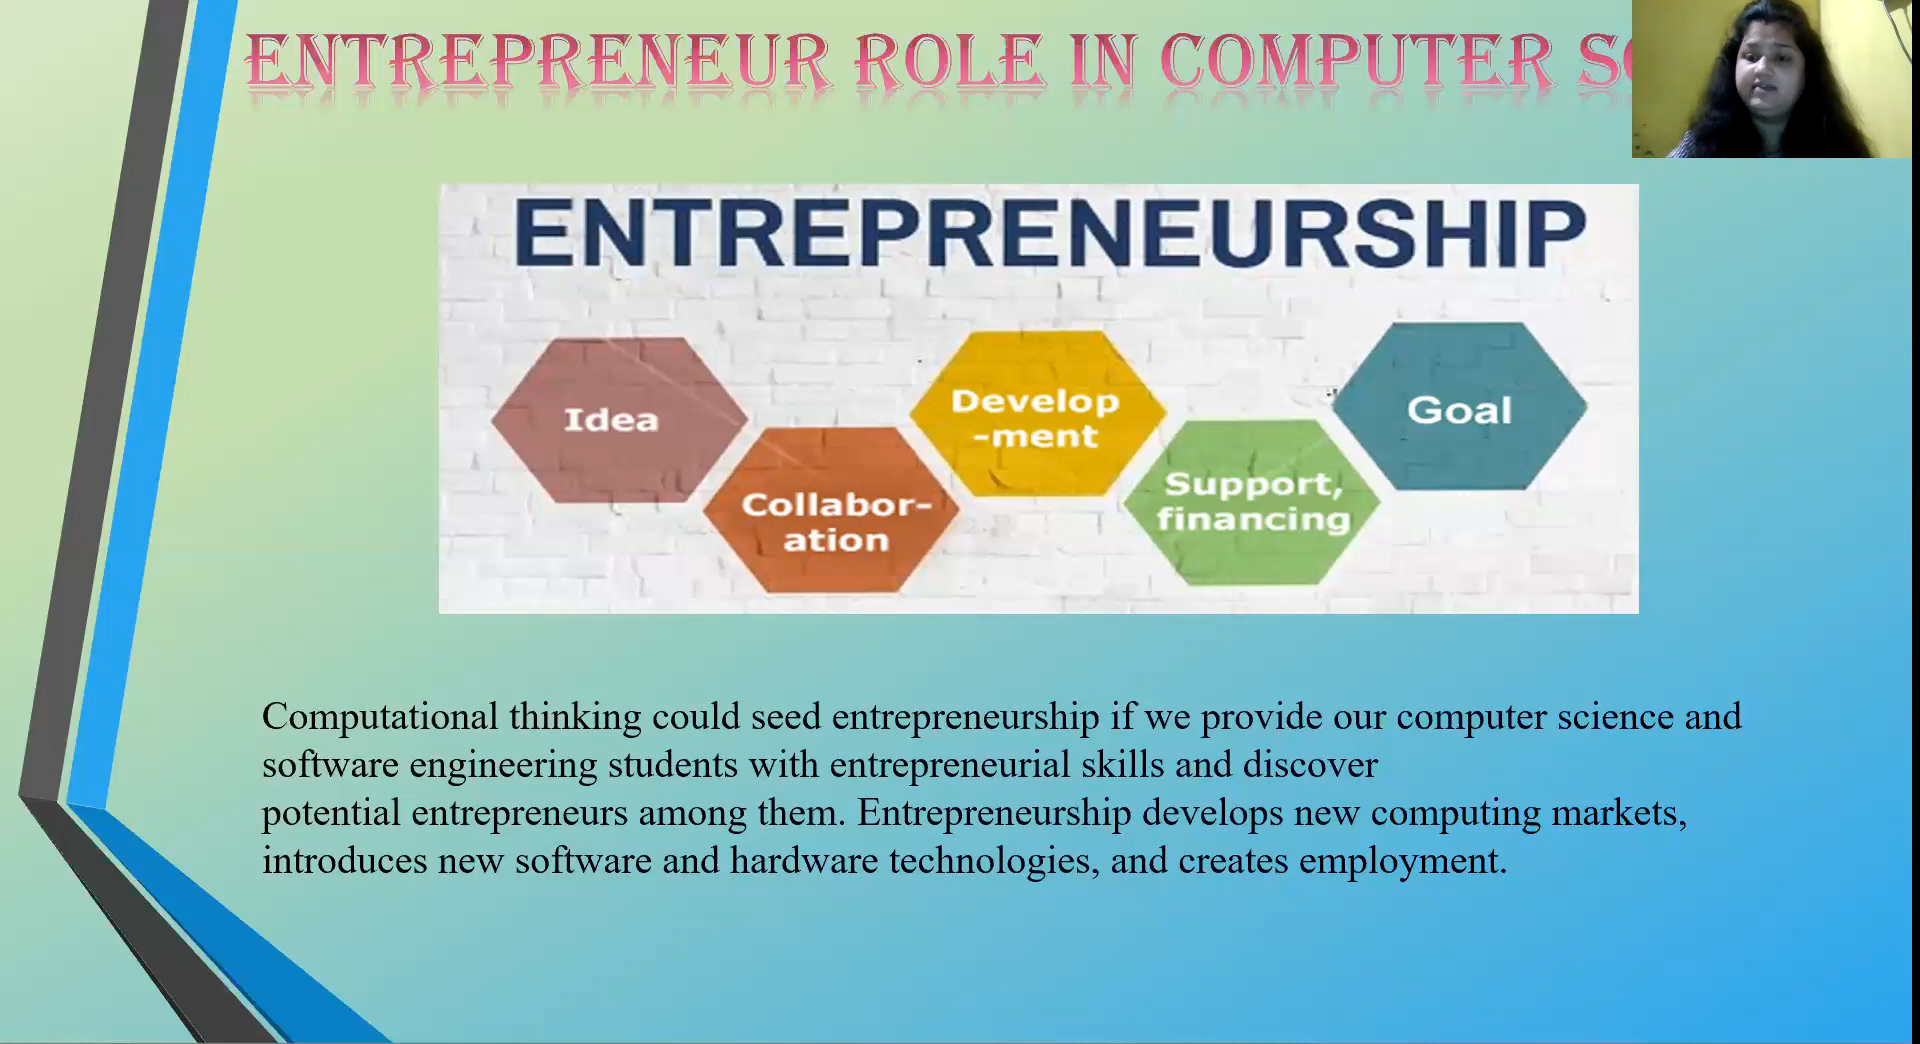 ENTREPRENEUR ROLE IN COMPUTER
ENTREPRENEURSHIP
Idea
Collabor-
ation
Develop
-ment
Support,
financing
Goal
Computational thinking could seed entrepreneurship if we provide our computer science and
software engineering students with entrepreneurial skills and discover
potential entrepreneurs among them. Entrepreneurship develops new computing markets,
introduces new software and hardware technologies, and creates employment.